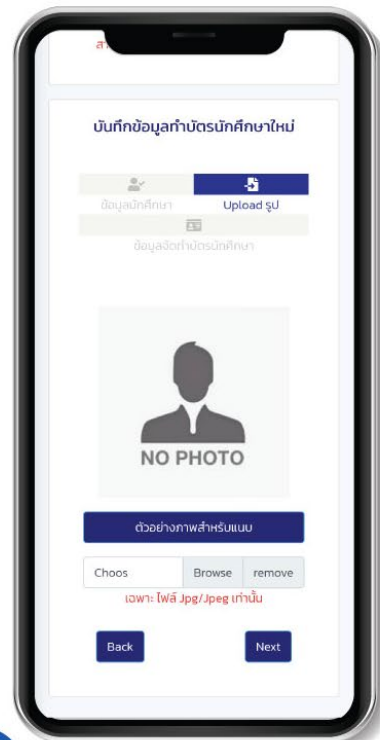 บันทึกข้อมูลทำบัตรนักศึกษาใหม่
ข้อมูลนักศึกษา
Upload รูป
ข้อมูลจัดทำบัตรนักศึกษา
NO PHOTO
ตัวอย่างภาพสำหรับแนบ
Choos Browse remove
เฉพาะ ไฟล์ Jpg/Jpeg เท่านั้น
Back Next